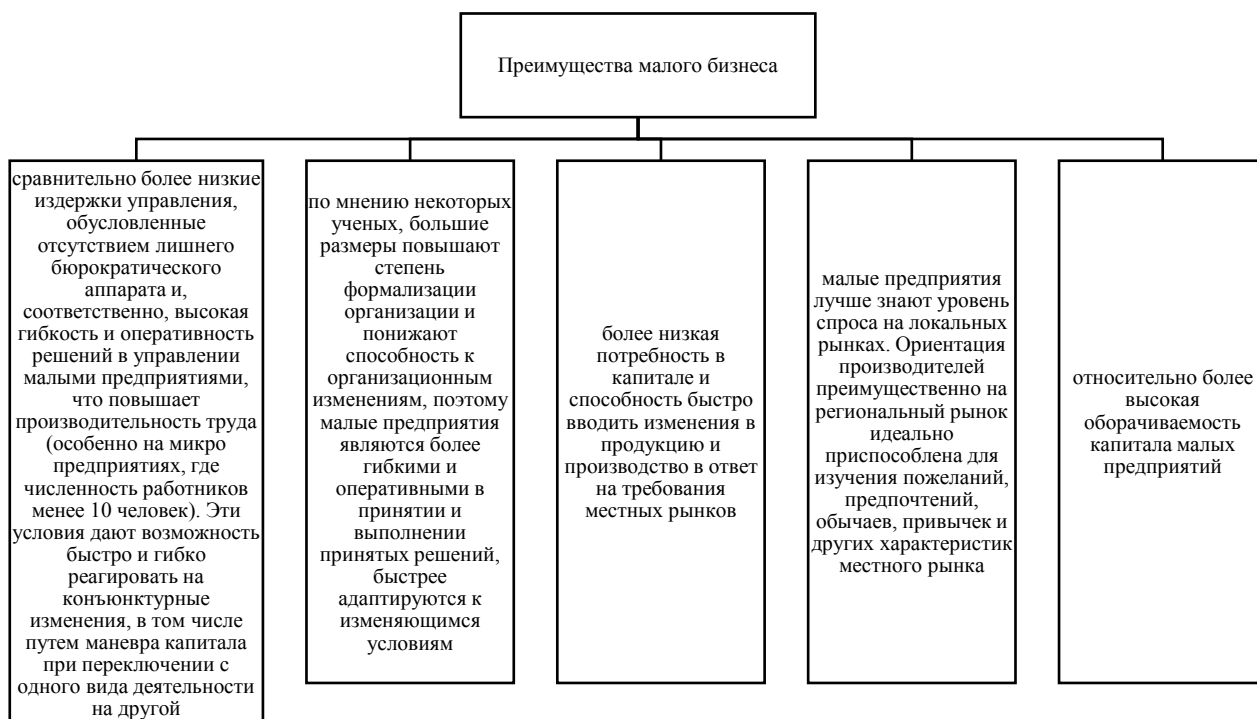 Преимущества малого бизнеса
сравнительно более низкие
издержки управления,
обусловленные
отсутствием лишнего
бюрократического
аппарата и,
соответственно, высокая
гибкость и оперативность
решений в управлении
малыми предприятиями,
что повышает
производительность труда
(особенно на микро
предприятиях, где
численность работников
менее 10 человек). Эти
условия дают возможность
быстро и гибко
реагировать на
конъюнктурные
изменения, в том числе
путем маневра капитала
при переключении с
одного вида деятельности
на другой
по мнению некоторых
ученых, большие
размеры повышают
степень
формализации
организации и
понижают
способность к
организационным
изменениям, поэтому
малые предприятия
являются более
гибкими и
оперативными в
принятии и
выполнении
принятых решений,
быстрее
адаптируются к
изменяющимся
условиям
более низкая
потребность в
капитале и
способность быстро
вводить изменения в
продукцию и
производство в ответ
на требования
местных рынков
малые предприятия
лучше знают уровень
спроса на локальных
рынках. Ориентация
производителей
преимущественно на
региональный рынок
идеально
приспособлена для
изучения пожеланий,
предпочтений,
обычаев, привычек и
других характеристик
местного рынка
относительно более
высокая
оборачиваемость
капитала малых
предприятий